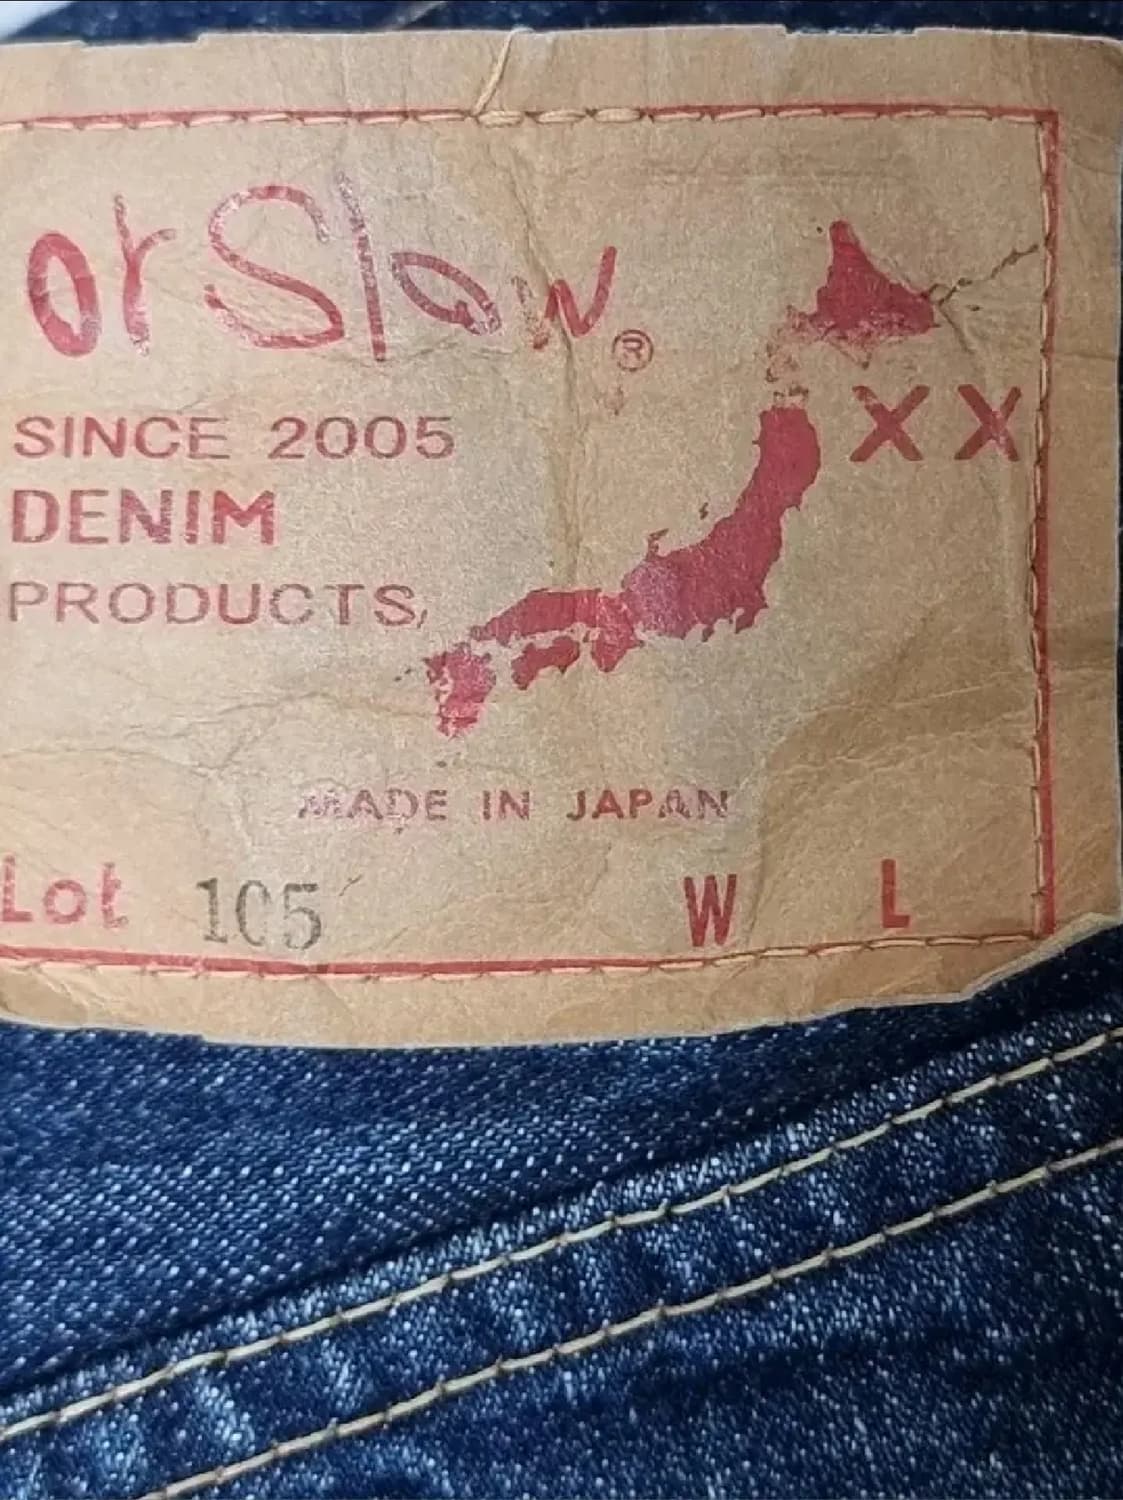 orSlow®
XX
SINCE 2005
DENIM
PRODUCTS,
MADE IN JAPAN
Lot 105 W L